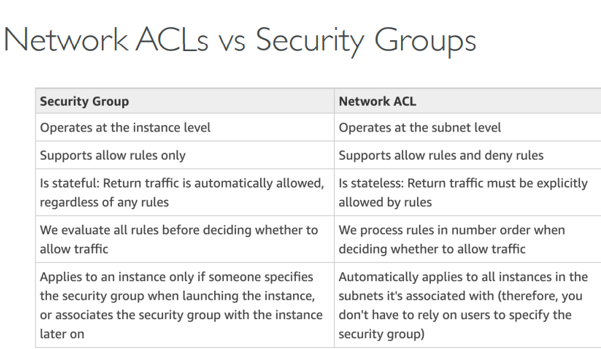 Network ACLs vs Security Groups
Security Group
Network ACL
Operates at the instance level
Operates at the subnet level
Supports allow rules only
Supports allow rules and deny rules
Is stateful: Return traffic is automatically allowed,
regardless of any rules
Is stateless: Return traffic must be explicitly
allowed by rules
We evaluate all rules before deciding whether to
allow traffic
We process rules in number order when
deciding whether to allow traffic
Applies to an instance only if someone specifies
the security group when launching the instance,
or associates the security group with the instance
later on
Automatically applies to all instances in the
subnets it's associated with (therefore, you
don't have to rely on users to specify the
security group)